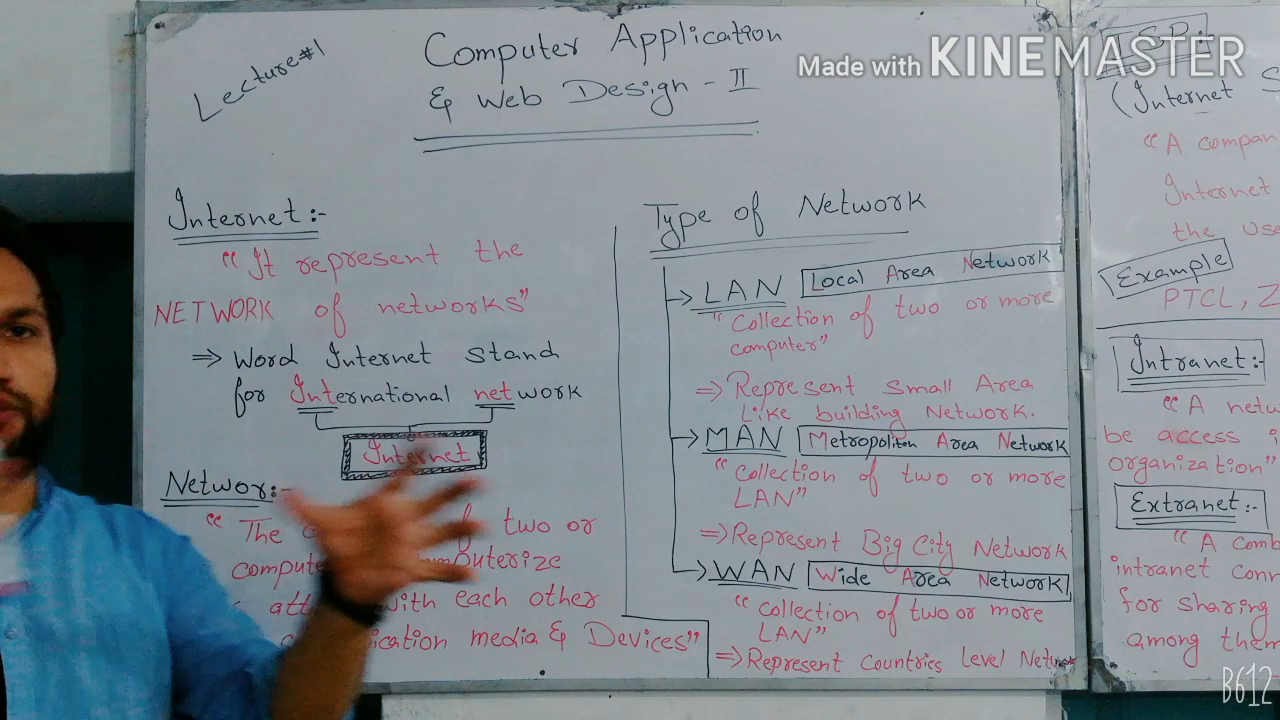 Lecture#1
Computer Application
& Web Design - II
Made with KINEMASTER
Internet:-
"It represent the
NETWORK of networks"
⇒ Word Internet stand
for International network
Internet
Networ :-
"The two or
compute mputerize
att with each other
ication media & Devices"
Type of Network
→ LAN Local Area Network
"Collection of two or more
computer"
⇒ Represent Small Area
Like building Network.
→ MAN Metropolitan Area Network
"Collection of two or more
LAN"
⇒ Represent Big City Network
→ WAN Wide Area Network
"Collection of two or more
LAN"
⇒ Represent Countries Level Network
I.S.P:
(Internet S
"A compan
Internet
the use
Example
PTCL, Z
Intranet:-
"A netw
be access i
organization"
Extranet:-
"A comb
intranet conn
for sharing
among them
B612